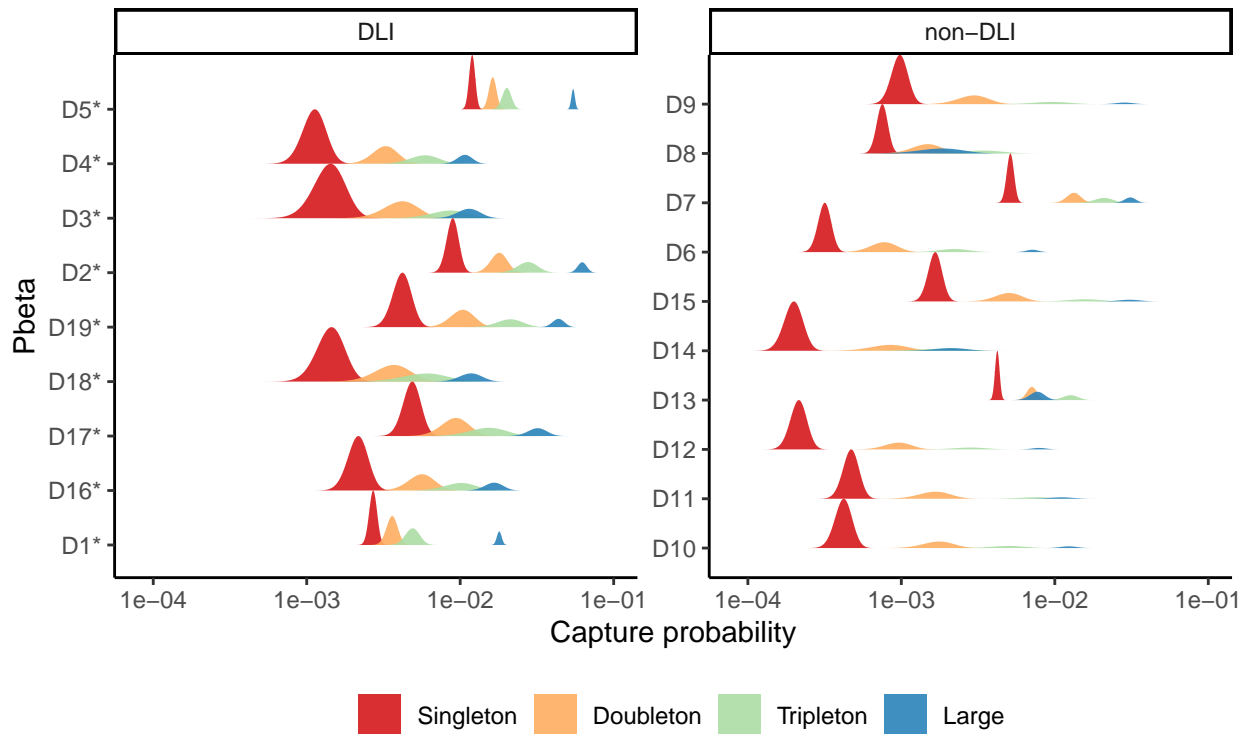 DLI
non−DLI
Pbeta
D5*
D4*
D3*
D2*
D19*
D18*
D17*
D16*
D1*
D9
D8
D7
D6
D15
D14
D13
D12
D11
D10
1e−04 1e−03 1e−02 1e−01
1e−04 1e−03 1e−02 1e−01
Capture probability
Singleton Doubleton Tripleton Large